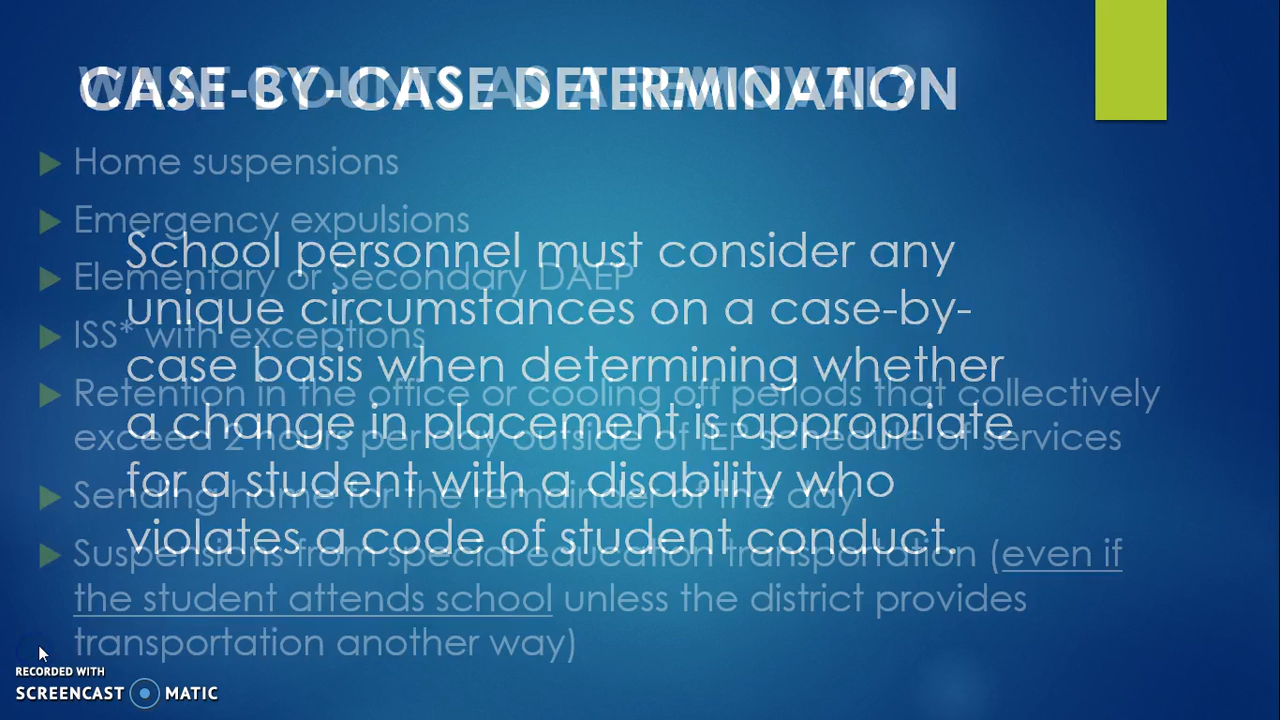 CASE-BY-CASE DETERMINATION
WHAT COUNTS AS A REMOVAL?
Home suspensions
Emergency expulsions
Elementary or Secondary DAEP
ISS* with exceptions
Retention in the office or cooling off periods that collectively
exceed 2 hours per day outside of IEP schedule of services
Sending home for the remainder of the day
Suspensions from special education transportation (even if
the student attends school unless the district provides
transportation another way)
School personnel must consider any
unique circumstances on a case-by-
case basis when determining whether
a change in placement is appropriate
for a student with a disability who
violates a code of student conduct.
RECORDED WITH
SCREENCAST MATIC